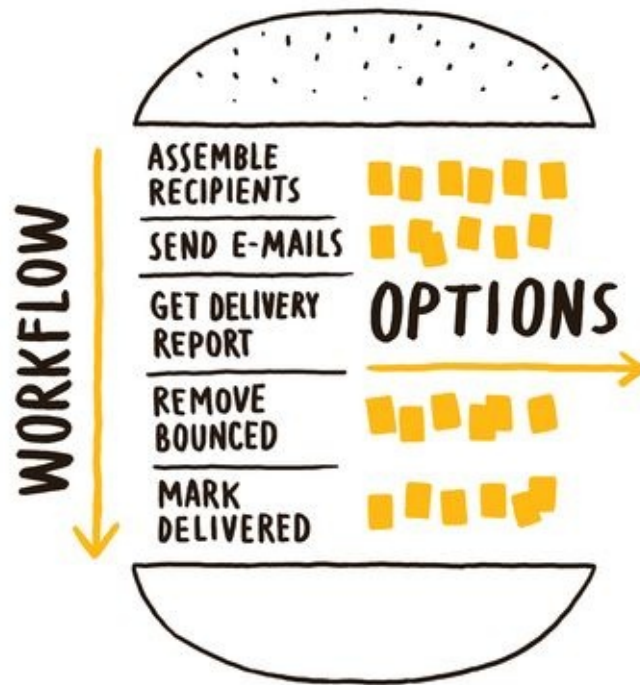 WORKFLOW
ASSEMBLE
RECIPIENTS
SEND E-MAILS
GET DELIVERY
REPORT
REMOVE
BOUNCED
MARK
DELIVERED
OPTIONS